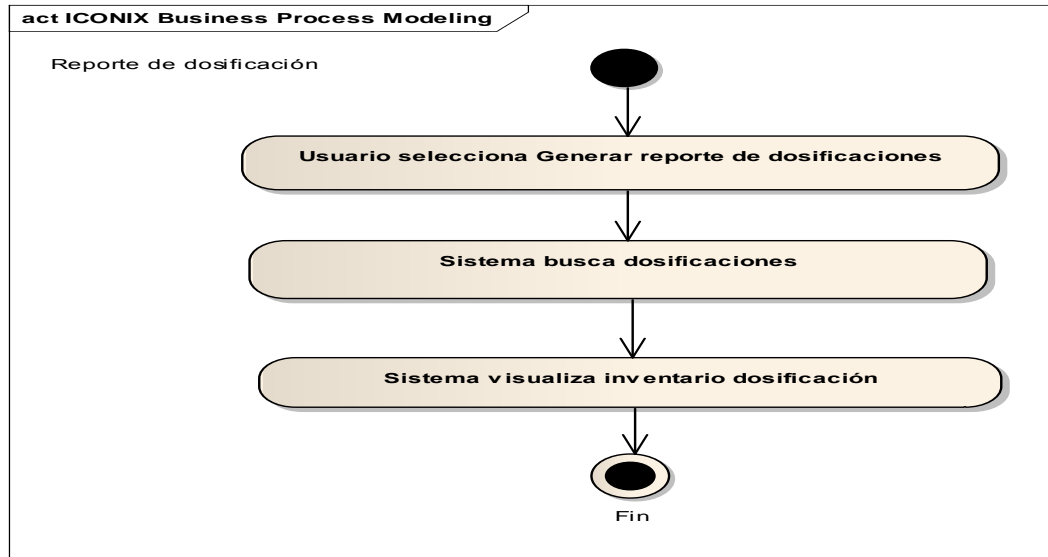 act ICONIX Business Process Modeling
Reporte de dosificación
Usuario selecciona Generar reporte de dosificaciones
Sistema busca dosificaciones
Sistema visualiza inventario dosificación
Fin